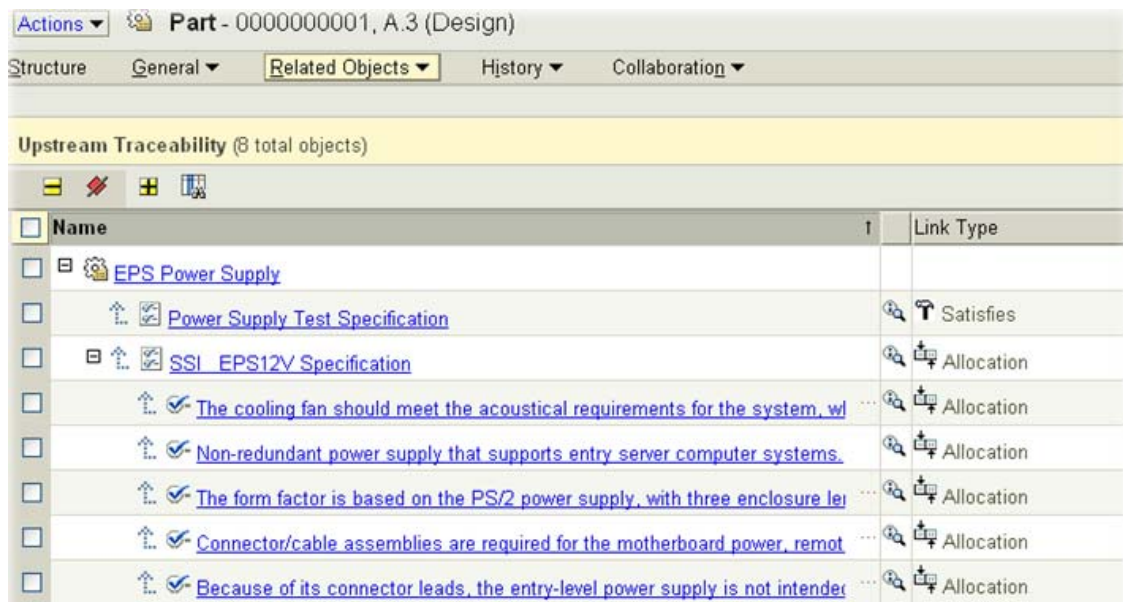 Actions
Part - 0000000001, A.3 (Design)
Structure General Related Objects History Collaboration
Upstream Traceability (8 total objects)
Name Link Type
EPS Power Supply
Power Supply Test Specification Satisfies
SSI EPS12V Specification Allocation
The cooling fan should meet the acoustical requirements for the system, wl ... Allocation
Non-redundant power supply that supports entry server computer systems. Allocation
The form factor is based on the PS/2 power supply, with three enclosure ler ... Allocation
Connector/cable assemblies are required for the motherboard power, remot ... Allocation
Because of its connector leads, the entry-level power supply is not intended ... Allocation